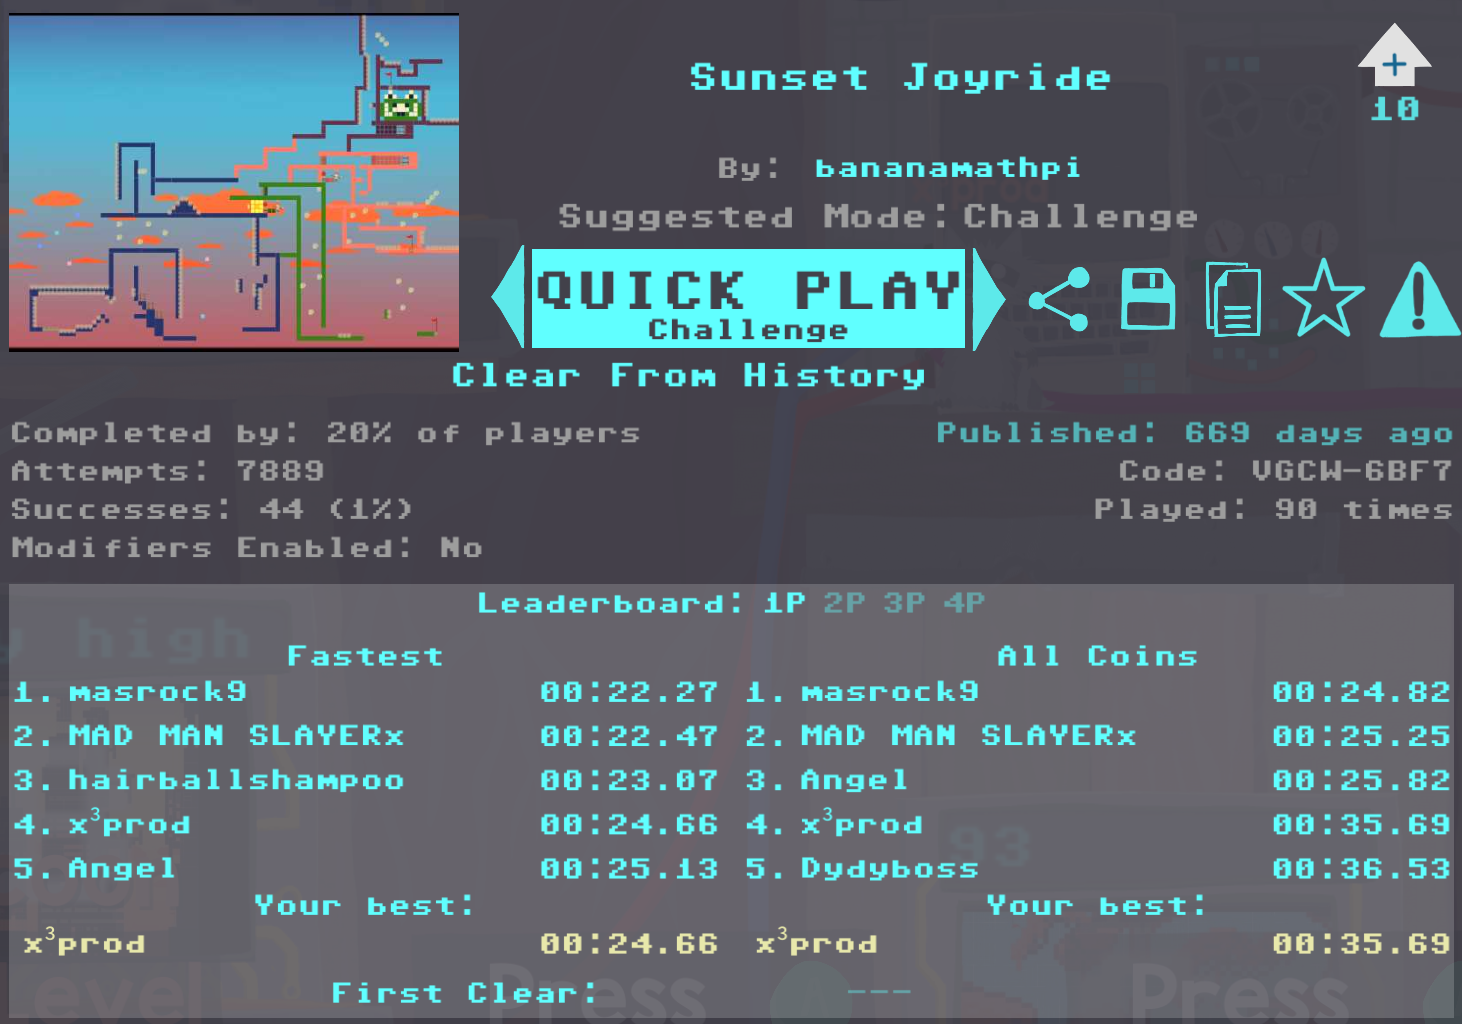 Sunset Joyride
10
By: bananamathpi
Suggested Mode: Challenge
QUICK PLAY
Challenge
Clear From History
Completed by: 20% of players
Published: 669 days ago
Attempts: 7889
Code: VGCW-6BF7
Successes: 44 (1%)
Played: 90 times
Modifiers Enabled: No
Leaderboard: 1P 2P 3P 4P
Fastest
All Coins
1. masrock9 00:22.27 1. masrock9 00:24.82
2. MAD MAN SLAYERx 00:22.47 2. MAD MAN SLAYERx 00:25.25
3. hairballshampoo 00:23.07 3. Angel 00:25.82
4. x³prod 00:24.66 4. x³prod 00:35.69
5. Angel 00:25.13 5. Dydyboss 00:36.53
Your best: Your best:
x³prod 00:24.66 x³prod 00:35.69
First Clear: ---
high
93
Level
Press A Press